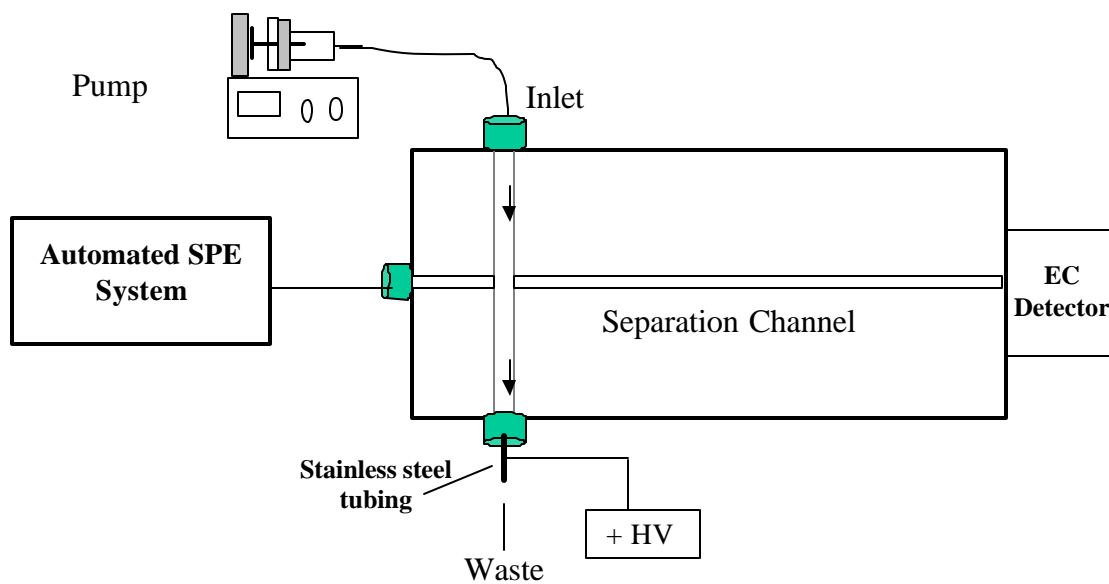 Pump
Inlet
Automated SPE
System
EC
Detector
Separation Channel
Stainless steel
tubing
+ HV
Waste